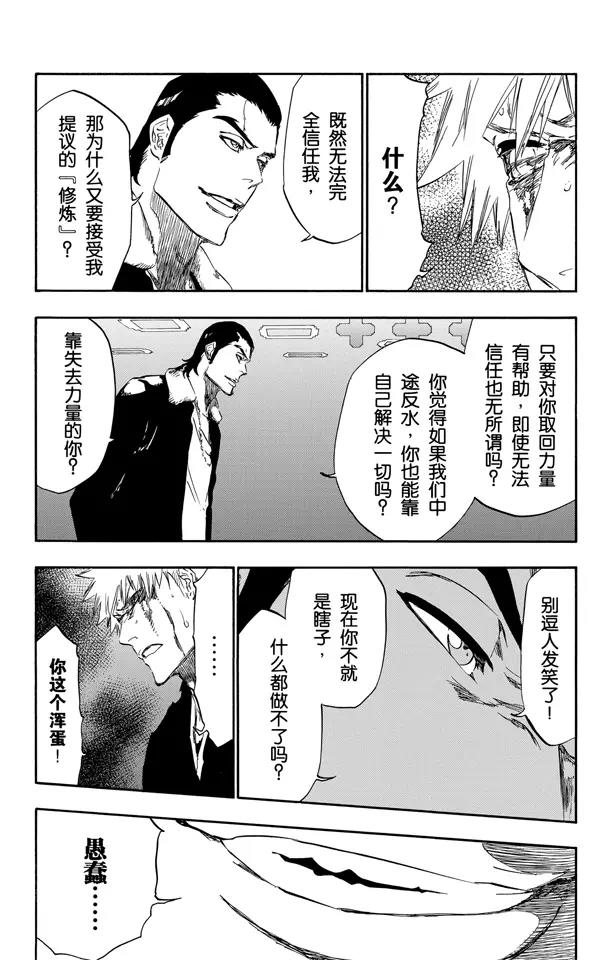 什么？
既然无法完
全信任我，
那为什么又要接受我
提议的『修炼』？
只要对你取回力量
有帮助，即使无法
信任也无所谓吗？
你觉得如果我们中
途反水，你也能靠
自己解决一切吗？
靠失去力量的你？
别逗人发笑了！
现在你不就
是瞎子，
什么都做不了吗？
……
你这个浑蛋！
愚蠢……